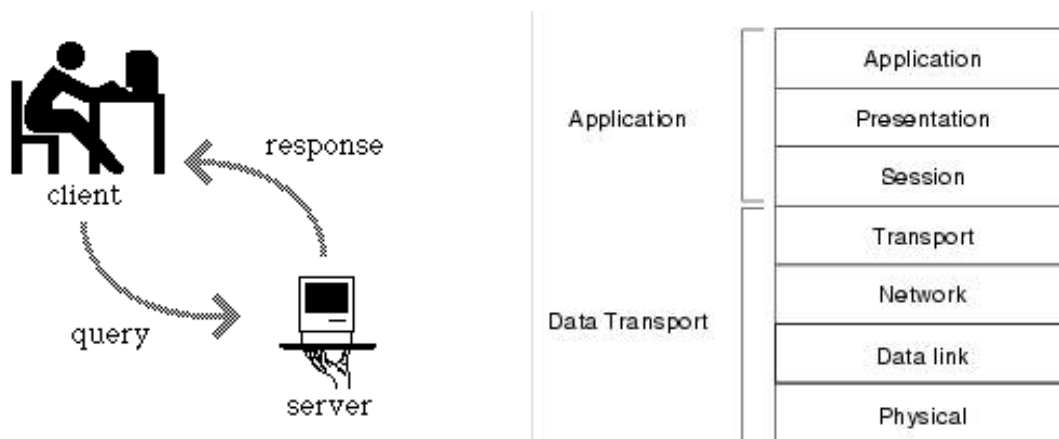 response
client
query
server
Application
Data Transport
Application
Presentation
Session
Transport
Network
Data link
Physical